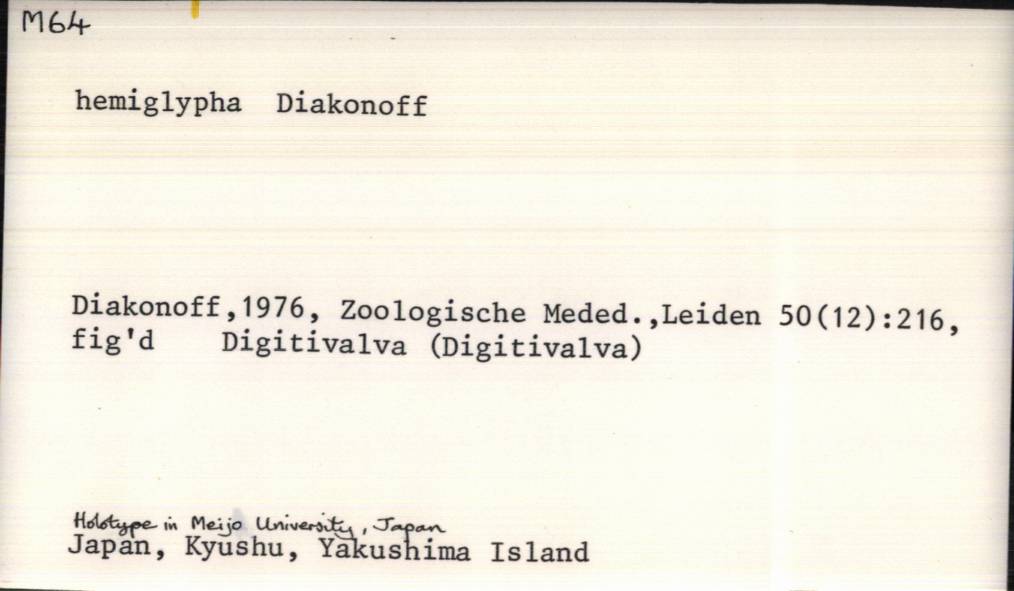 M64
hemiglypha Diakonoff
Diakonoff,1976, Zoologische Meded.,Leiden 50(12):216,
fig'd Digitivalva (Digitivalva)
Holotype in Meijo University, Japan
Japan, Kyushu, Yakushima Island